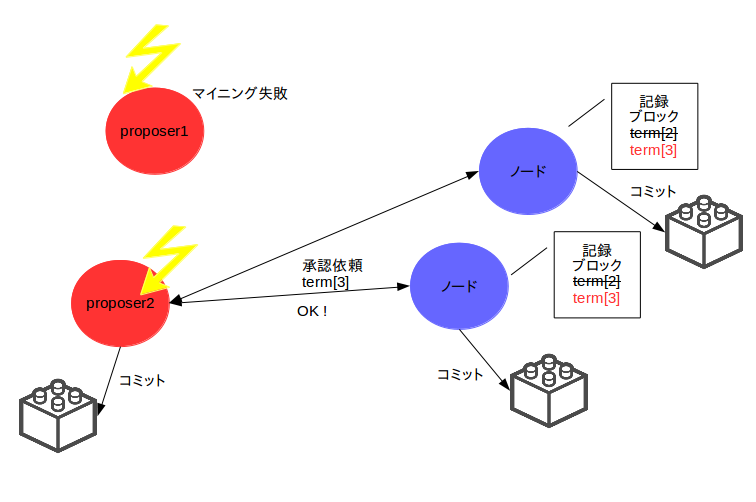 マイニング失敗
proposer1
記録
ブロック
term[2]
term[3]
ノード
コミット
記録
ブロック
term[2]
term[3]
承認依頼
term[3]
ノード
proposer2
OK !
コミット
コミット